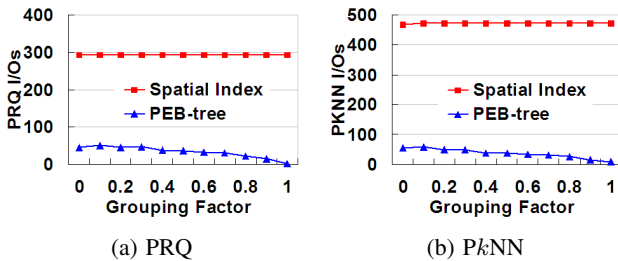 400
300
200
100
0
PRQ I/Os
Spatial Index
PEB-tree
0 0.2 0.4 0.6 0.8 1
Grouping Factor
(a) PRQ
500
400
300
200
100
0
PKNN I/Os
Spatial Index
PEB-tree
0 0.2 0.4 0.6 0.8 1
Grouping Factor
(b) PkNN